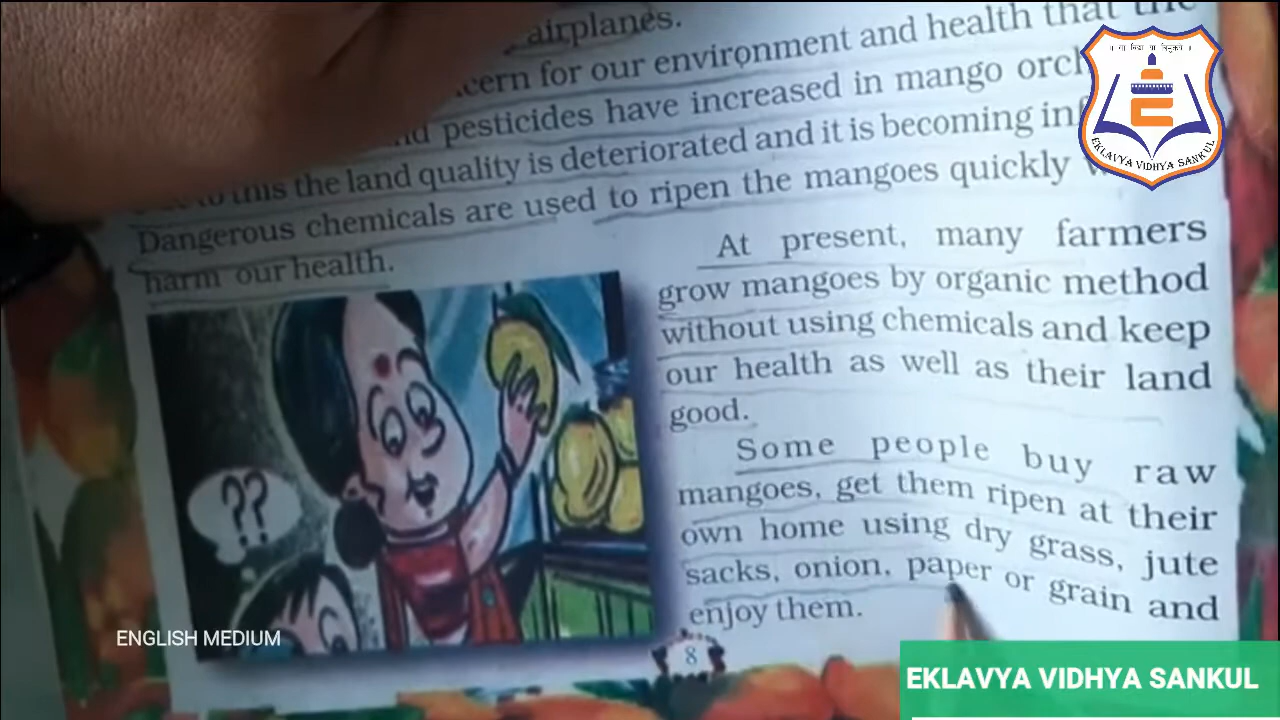 airplanes.
for our environment and health that the
pesticides have increased in mango
this the land quality is deteriorated and it is becoming
Dangerous chemicals are used to ripen the mangoes quickly
harm our health.
At present, many farmers
grow mangoes by organic method
without using chemicals and keep
our health as well as their land
good.
Some people buy raw
mangoes, get them ripen at their
own home using dry grass, jute
sacks, onion, paper or grain and
enjoy them.
??
8
ENGLISH MEDIUM
EKLAVYA VIDHYA SANKUL
EKLAVYA VIDHYA SANKUL